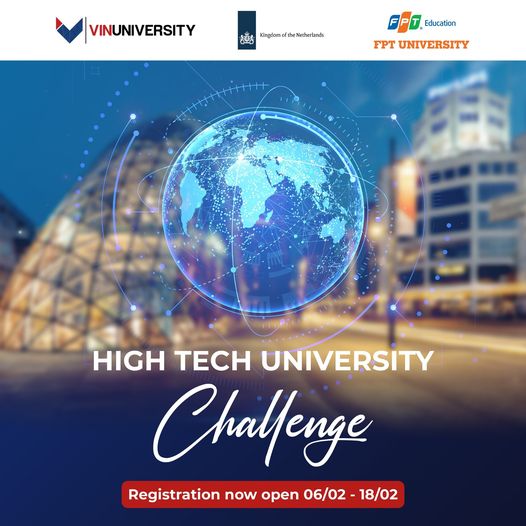 VINUNIVERSITY
Kingdom of the Netherlands
FPT Education
FPT UNIVERSITY
HIGH TECH UNIVERSITY
Challenge
Registration now open 06/02 - 18/02